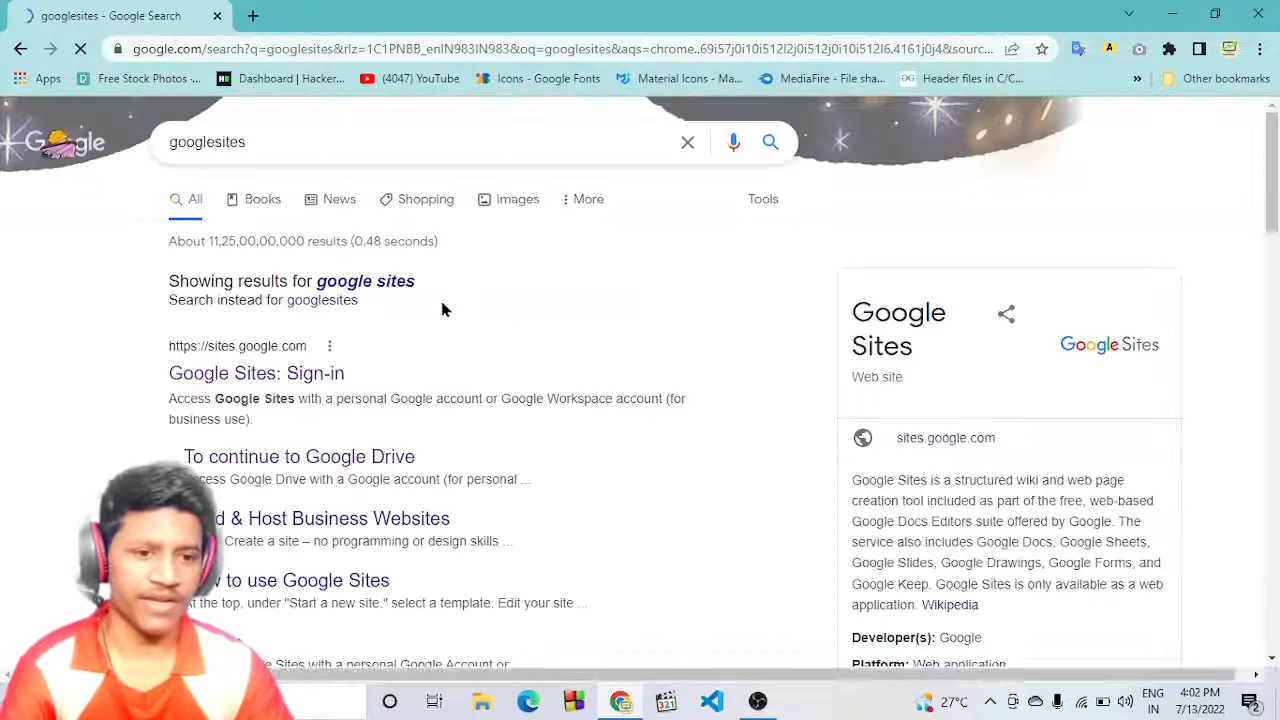 googlesites - Google Search
google.com/search?q=googlesites&rlz=1C1PNBB_enIN983IN983&oq=googlesites&aqs=chrome..69i57j0i10i512l2j0i512j0i10i512l6.4161j0j4&sourc...
Apps Free Stock Photos - ... Dashboard | Hacker... (4047) YouTube Icons - Google Fonts Material Icons - Ma... MediaFire - File sha... Header files in C/C... » Other bookmarks
Google
googlesites
All Books News Shopping Images More Tools
About 11,25,00,00,000 results (0.48 seconds)
Showing results for google sites
Search instead for googlesites
https://sites.google.com
Google Sites: Sign-in
Access Google Sites with a personal Google account or Google Workspace account (for
business use).
To continue to Google Drive
Google Drive with a Google account (for personal ...
& Host Business Websites
Create a site – no programming or design skills ...
to use Google Sites
At the top, under "Start a new site." select a template. Edit your site ...
Sites with a personal Google Account or
Google
Sites
Google Sites
Web site
sites.google.com
Google Sites is a structured wiki and web page
creation tool included as part of the free, web-based
Google Docs Editors suite offered by Google. The
service also includes Google Docs, Google Sheets,
Google Slides, Google Drawings, Google Forms, and
Google Keep. Google Sites is only available as a web
application. Wikipedia
Developer(s): Google
Platform: Web application
321
27°C
ENG
IN
4:02 PM
7/13/2022
2